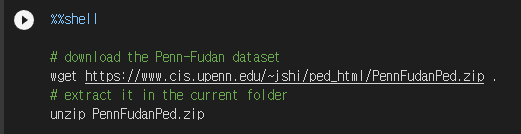 %%shell
# download the Penn-Fudan dataset
wget https://www.cis.upenn.edu/~jshi/ped_html/PennFudanPed.zip .
# extract it in the current folder
unzip PennFudanPed.zip